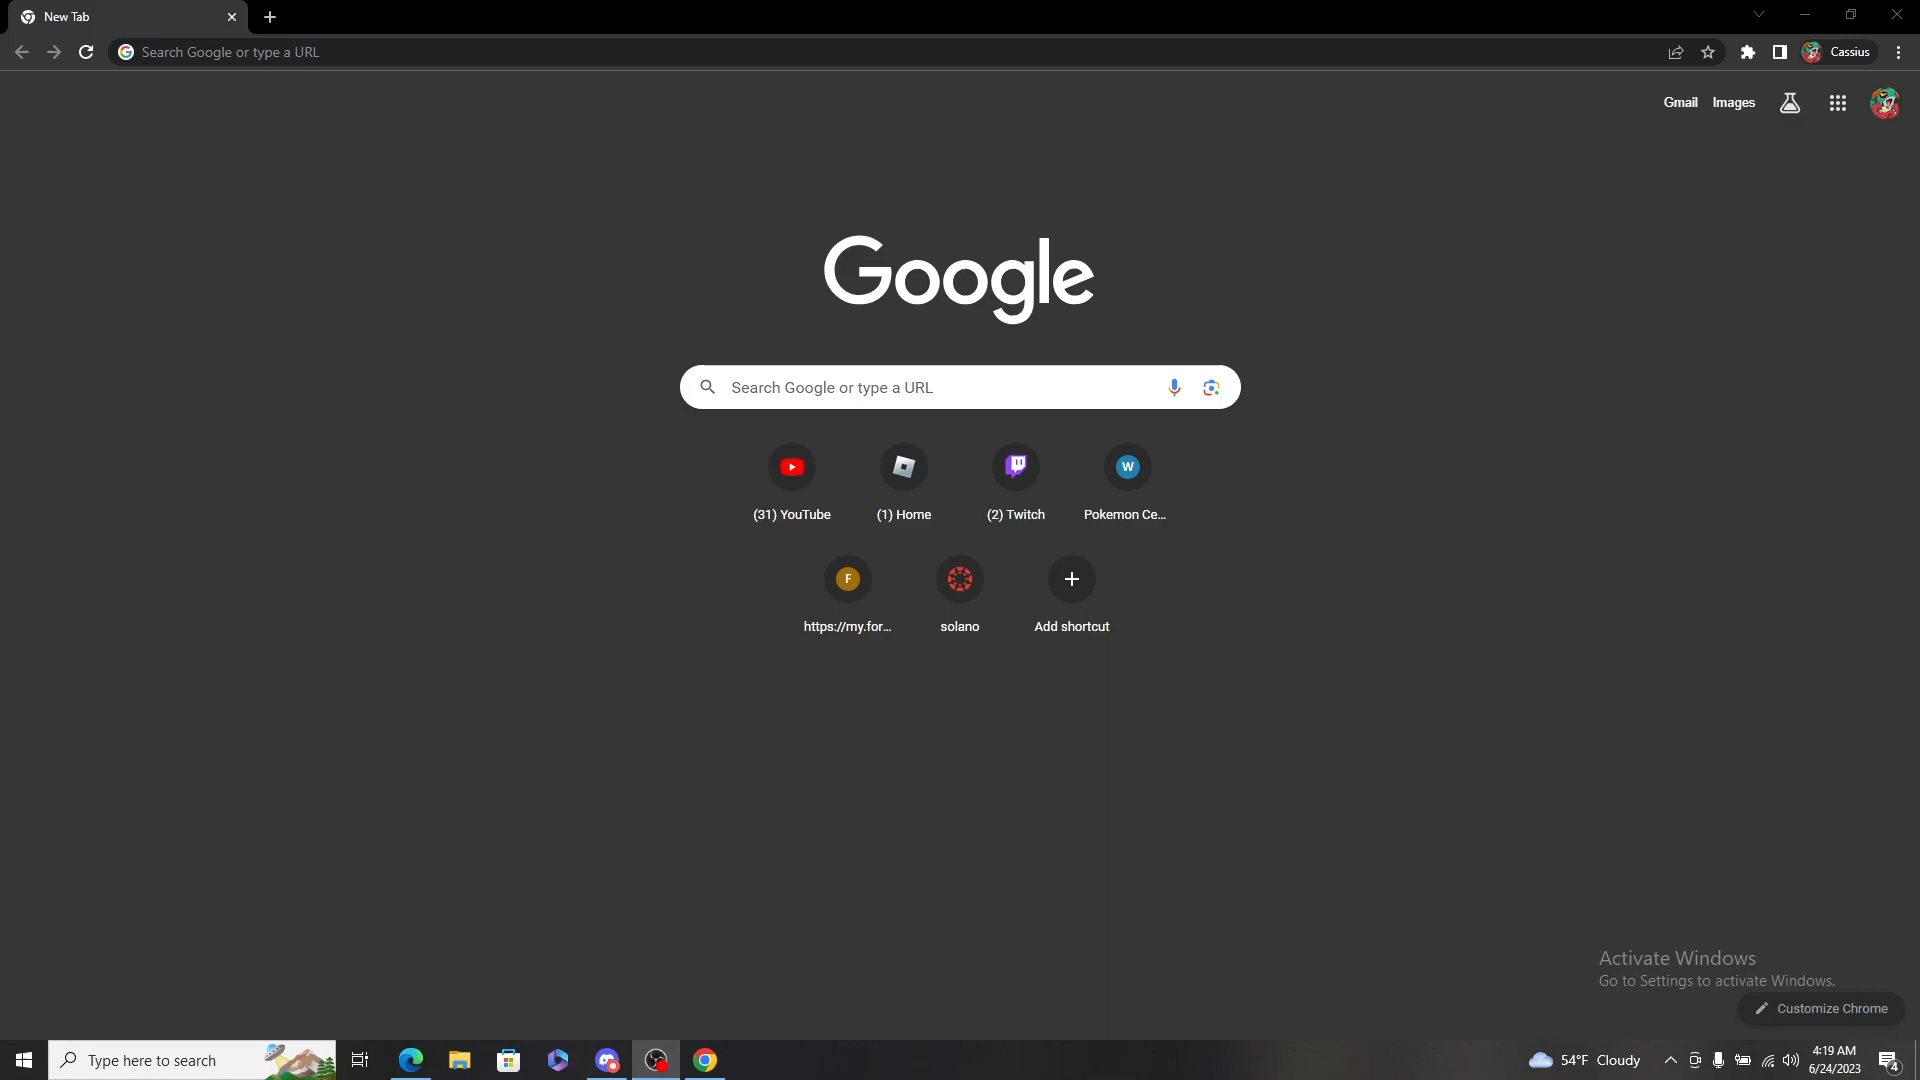 New Tab
Search Google or type a URL
Cassius
Gmail Images
Google
Search Google or type a URL
(31) YouTube
(1) Home
(2) Twitch
W
Pokemon Ce...
F
https://my.for...
solano
Add shortcut
Activate Windows
Go to Settings to activate Windows.
Customize Chrome
Type here to search
54°F Cloudy
4:19 AM
6/24/2023
4